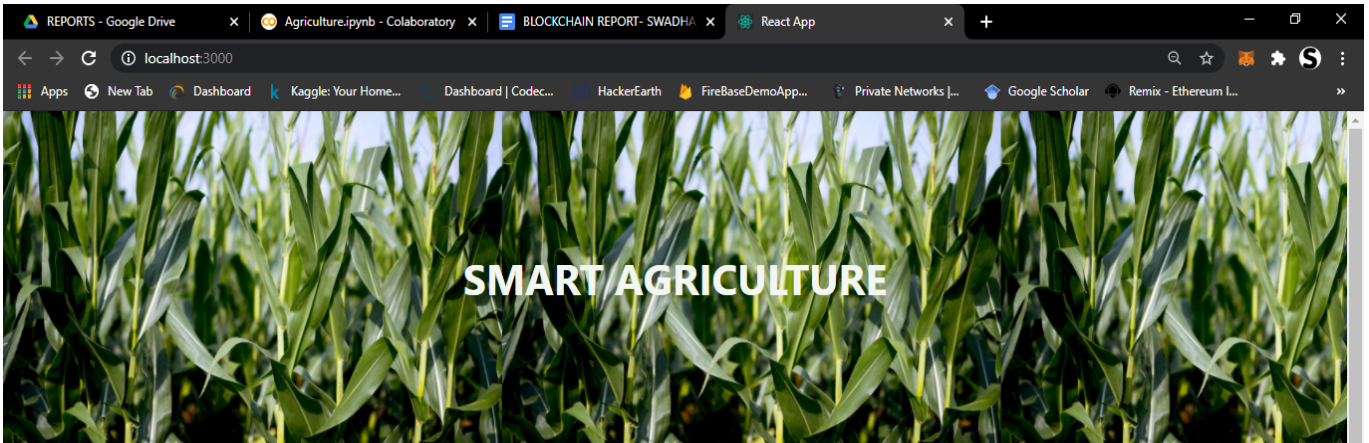 REPORTS - Google Drive
Agriculture.ipynb - Colaboratory
BLOCKCHAIN REPORT- SWADHA
React App
localhost:3000
Apps
New Tab
Dashboard
Kaggle: Your Home...
Dashboard | Codec...
HackerEarth
FireBaseDemoApp...
Private Networks |...
Google Scholar
Remix - Ethereum I...
SMART AGRICULTURE